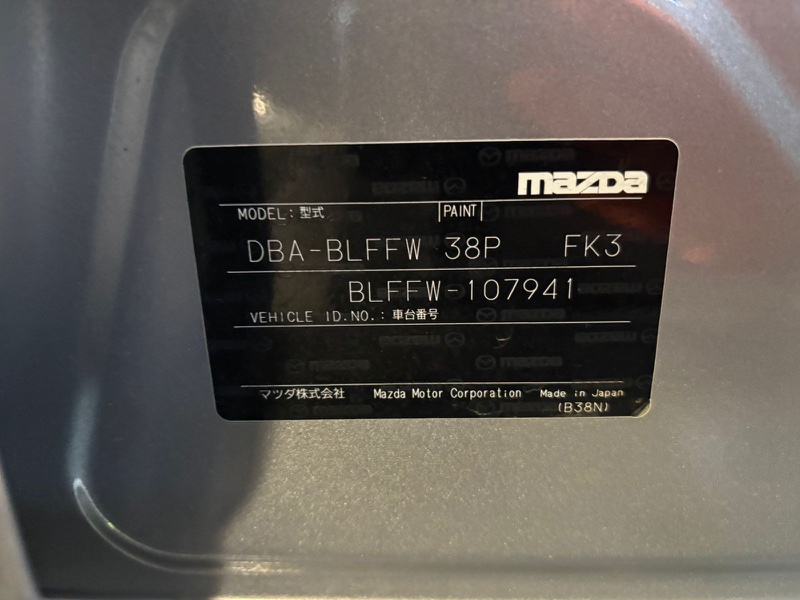 mazda
MODEL: 型式 PAINT
DBA-BLFFW 38P FK3
BLFFW-107941
VEHICLE ID.NO.: 車台番号
マツダ株式会社 Mazda Motor Corporation Made in Japan
(B38N)